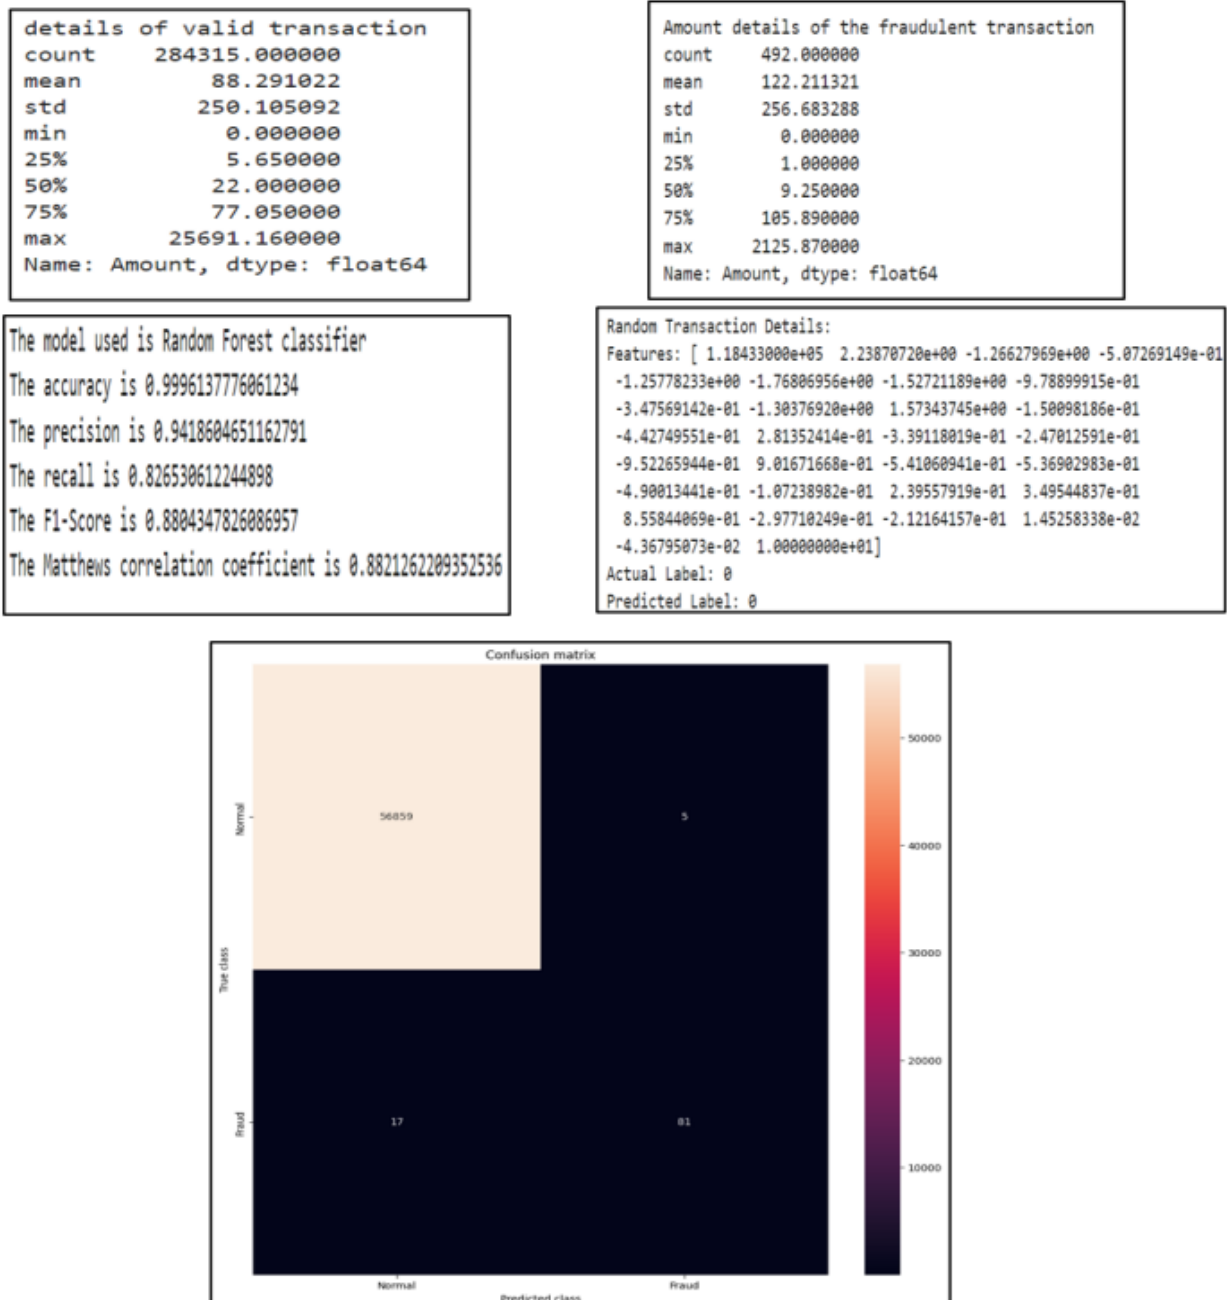 details of valid transaction
count 284315.000000
mean 88.291022
std 250.105092
min 0.000000
25% 5.650000
50% 22.000000
75% 77.050000
max 25691.160000
Name: Amount, dtype: float64
Amount details of the fraudulent transaction
count 492.000000
mean 122.211321
std 256.683288
min 0.000000
25% 1.000000
50% 9.250000
75% 105.890000
max 2125.870000
Name: Amount, dtype: float64
The model used is Random Forest classifier
The accuracy is 0.9996137776061234
The precision is 0.9418604651162791
The recall is 0.826530612244898
The F1-Score is 0.8804347826086957
The Matthews correlation coefficient is 0.8821262209352536
Random Transaction Details:
Features: [ 1.18433000e+05 2.23870720e+00 -1.26627969e+00 -5.07269149e-01
-1.25778233e+00 -1.76806956e+00 -1.52721189e+00 -9.78899915e-01
-3.47569142e-01 -1.30376920e+00 1.57343745e+00 -1.50098186e-01
-4.42749551e-01 2.81352414e-01 -3.39118019e-01 -2.47012591e-01
-9.52265944e-01 9.01671668e-01 -5.41060941e-01 -5.36902983e-01
-4.90013441e-01 -1.07238982e-01 2.39557919e-01 3.49544837e-01
8.55844069e-01 -2.97710249e-01 -2.12164157e-01 1.45258338e-02
-4.36795073e-02 1.00000000e+01]
Actual Label: 0
Predicted Label: 0
Confusion matrix
Normal
56859
5
True class
Fraud
17
81
Normal
Fraud
Predicted class
50000
40000
30000
20000
10000